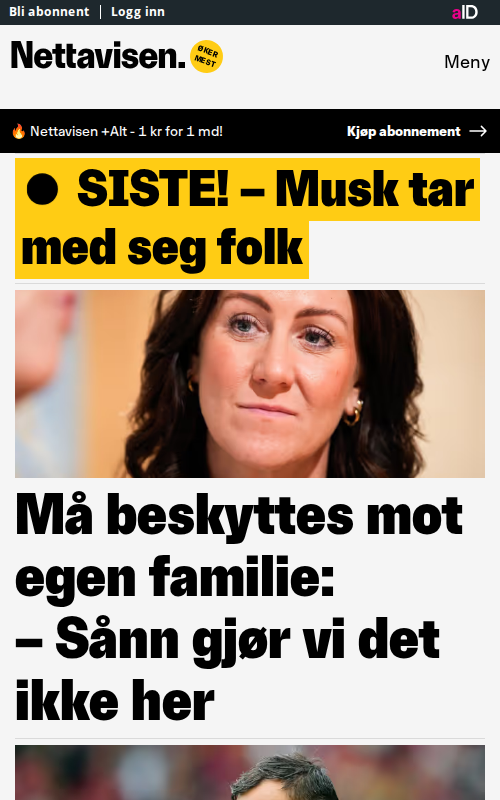 Bli abonnent | Logg inn
aID
Nettavisen.
ØKER
MEST
Meny
🔥 Nettavisen +Alt - 1 kr for 1 md!
Kjøp abonnement →
● SISTE! – Musk tar
med seg folk
Må beskyttes mot
egen familie:
– Sånn gjør vi det
ikke her